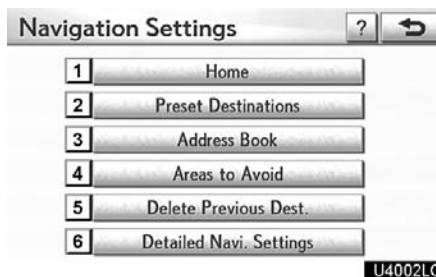 Navigation Settings ?
1 Home
2 Preset Destinations
3 Address Book
4 Areas to Avoid
5 Delete Previous Dest.
6 Detailed Navi. Settings